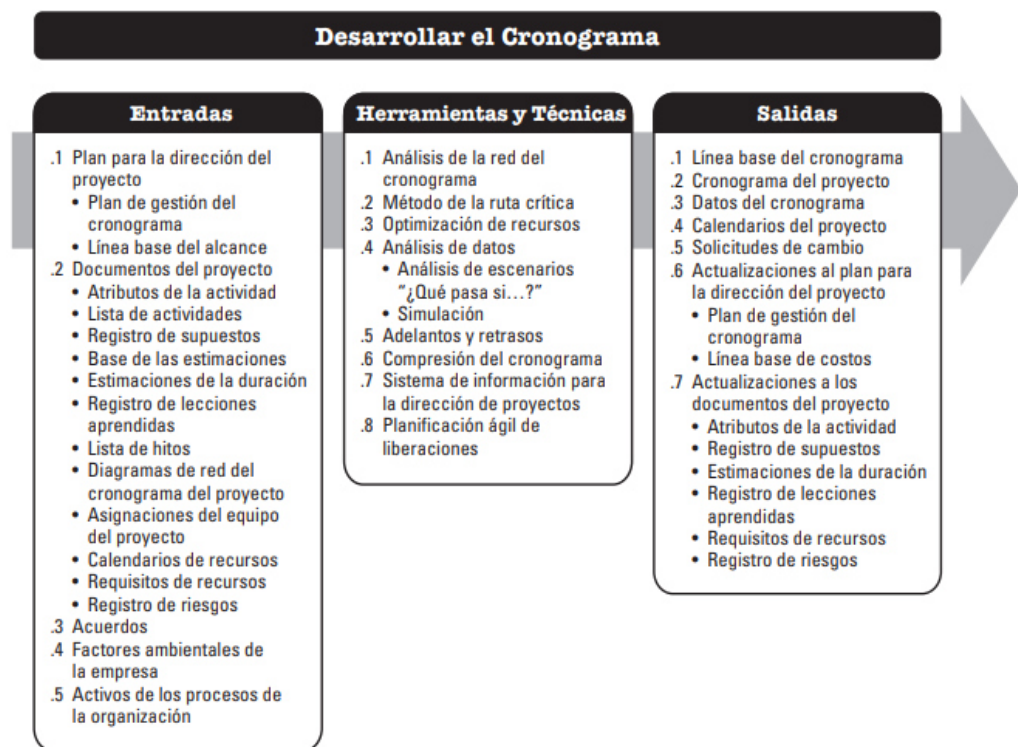 Desarrollar el Cronograma
Entradas
.1 Plan para la dirección del
proyecto
• Plan de gestión del
cronograma
• Línea base del alcance
.2 Documentos del proyecto
• Atributos de la actividad
• Lista de actividades
• Registro de supuestos
• Base de las estimaciones
• Estimaciones de la duración
• Registro de lecciones
aprendidas
• Lista de hitos
• Diagramas de red del
cronograma del proyecto
• Asignaciones del equipo
del proyecto
• Calendarios de recursos
• Requisitos de recursos
• Registro de riesgos
.3 Acuerdos
.4 Factores ambientales de
la empresa
.5 Activos de los procesos de
la organización
Herramientas y Técnicas
.1 Análisis de la red del
cronograma
.2 Método de la ruta crítica
.3 Optimización de recursos
.4 Análisis de datos
• Análisis de escenarios
"¿Qué pasa si...?"
• Simulación
.5 Adelantos y retrasos
.6 Compresión del cronograma
.7 Sistema de información para
la dirección de proyectos
.8 Planificación ágil de
liberaciones
Salidas
.1 Línea base del cronograma
.2 Cronograma del proyecto
.3 Datos del cronograma
.4 Calendarios del proyecto
.5 Solicitudes de cambio
.6 Actualizaciones al plan para
la dirección del proyecto
• Plan de gestión del
cronograma
• Línea base de costos
.7 Actualizaciones a los
documentos del proyecto
• Atributos de la actividad
• Registro de supuestos
• Estimaciones de la duración
• Registro de lecciones
aprendidas
• Requisitos de recursos
• Registro de riesgos